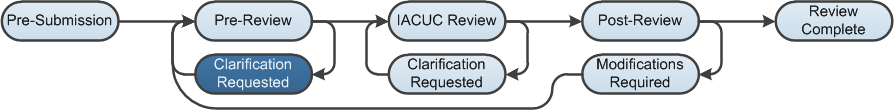 Pre-Submission
Pre-Review
IACUC Review
Post-Review
Review
Complete
Clarification
Requested
Clarification
Requested
Modifications
Required